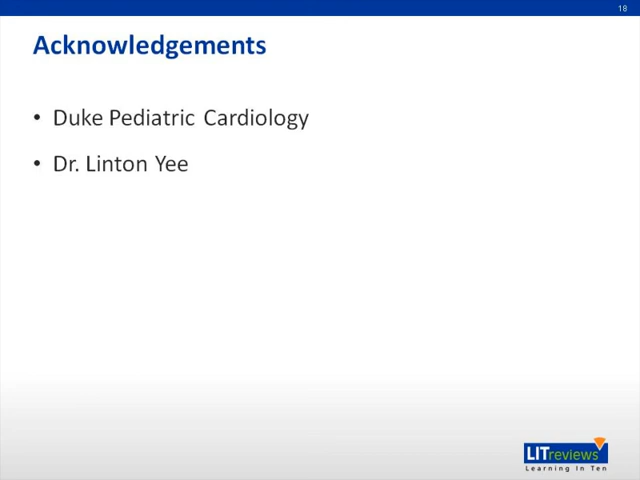 18
Acknowledgements
• Duke Pediatric Cardiology
• Dr. Linton Yee
LITreviews
Learning In Ten